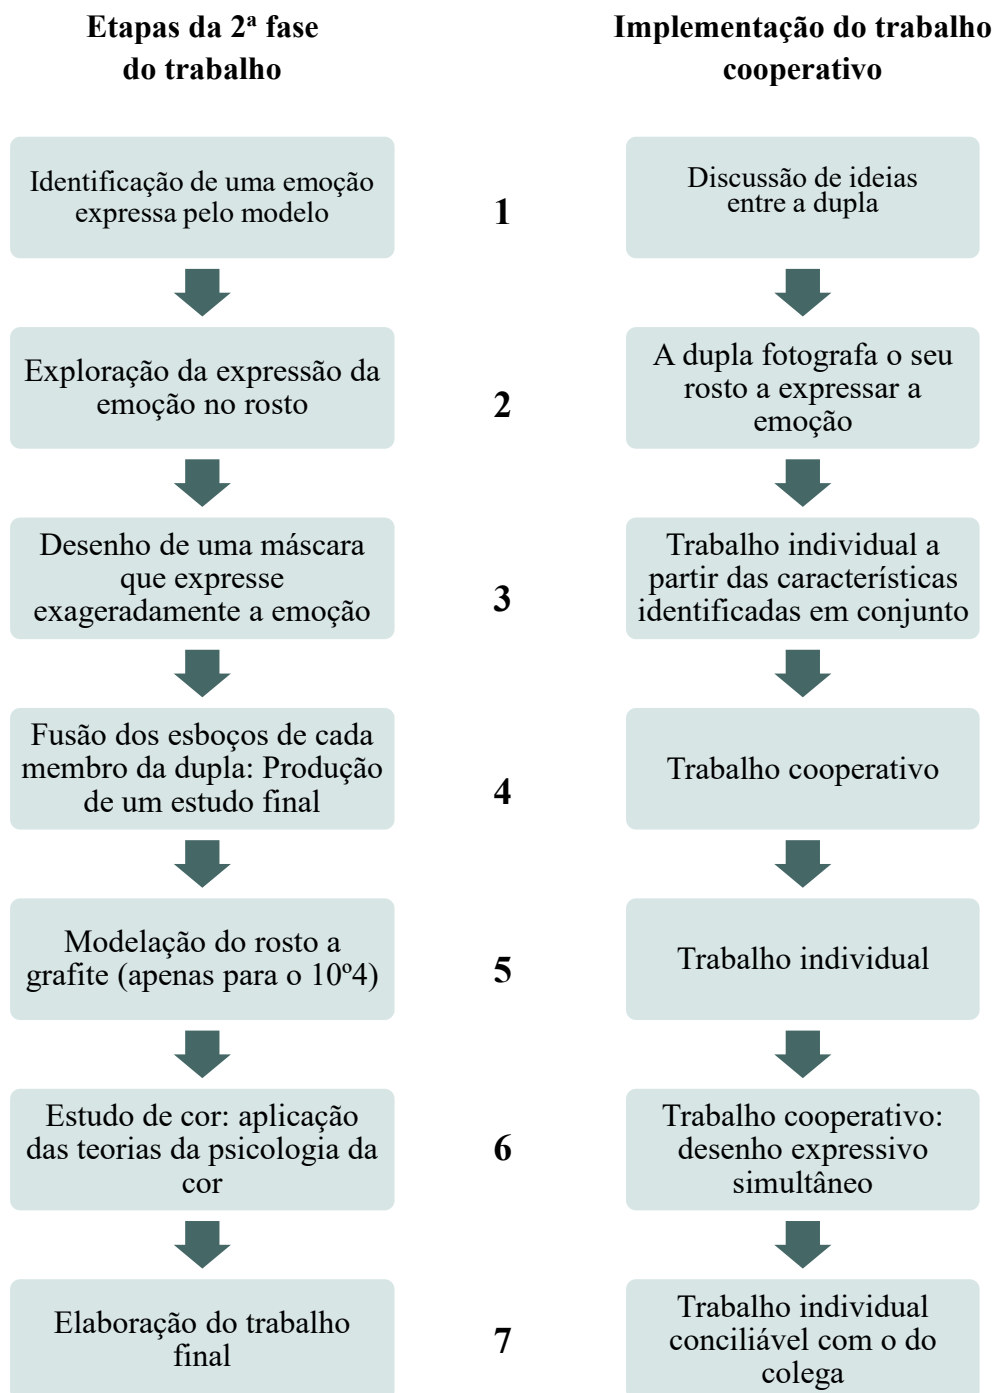 Etapas da 2ª fase
do trabalho
Implementação do trabalho
cooperativo
Identificação de uma emoção
expressa pelo modelo
1
Discussão de ideias
entre a dupla
Exploração da expressão da
emoção no rosto
2
A dupla fotografa o seu
rosto a expressar a
emoção
Desenho de uma máscara
que expresse
exageradamente a emoção
3
Trabalho individual a
partir das características
identificadas em conjunto
Fusão dos esboços de cada
membro da dupla: Produção
de um estudo final
4
Trabalho cooperativo
Modelação do rosto a
grafite (apenas para o 10º4)
5
Trabalho individual
Estudo de cor: aplicação
das teorias da psicologia da
cor
6
Trabalho cooperativo:
desenho expressivo
simultâneo
Elaboração do trabalho
final
7
Trabalho individual
conciliável com o do
colega